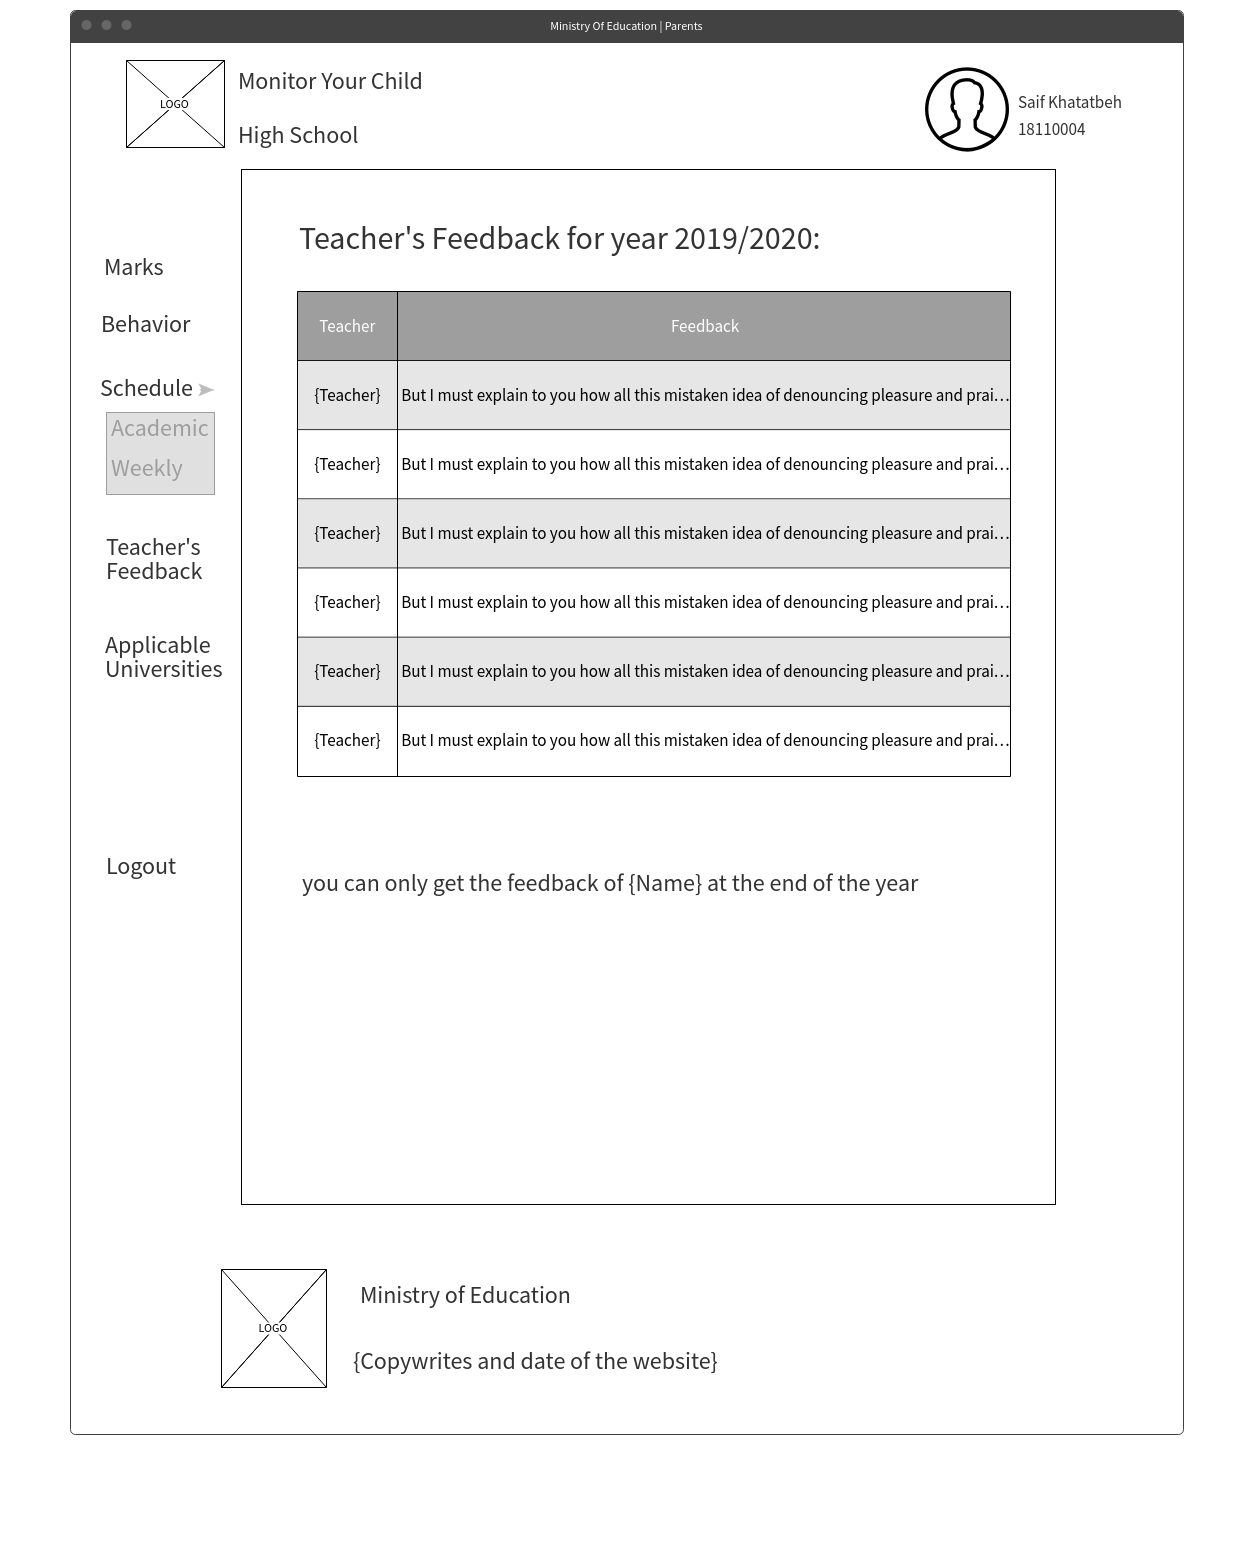 Ministry Of Education | Parents
LOGO
Monitor Your Child
High School
Saif Khatatbeh
18110004
Marks
Behavior
Schedule
Academic
Weekly
Teacher's
Feedback
Applicable
Universities
Logout
Teacher's Feedback for year 2019/2020:
Teacher Feedback
{Teacher} But I must explain to you how all this mistaken idea of denouncing pleasure and prai...
{Teacher} But I must explain to you how all this mistaken idea of denouncing pleasure and prai...
{Teacher} But I must explain to you how all this mistaken idea of denouncing pleasure and prai...
{Teacher} But I must explain to you how all this mistaken idea of denouncing pleasure and prai...
{Teacher} But I must explain to you how all this mistaken idea of denouncing pleasure and prai...
{Teacher} But I must explain to you how all this mistaken idea of denouncing pleasure and prai...
you can only get the feedback of {Name} at the end of the year
LOGO
Ministry of Education
{Copywrites and date of the website}